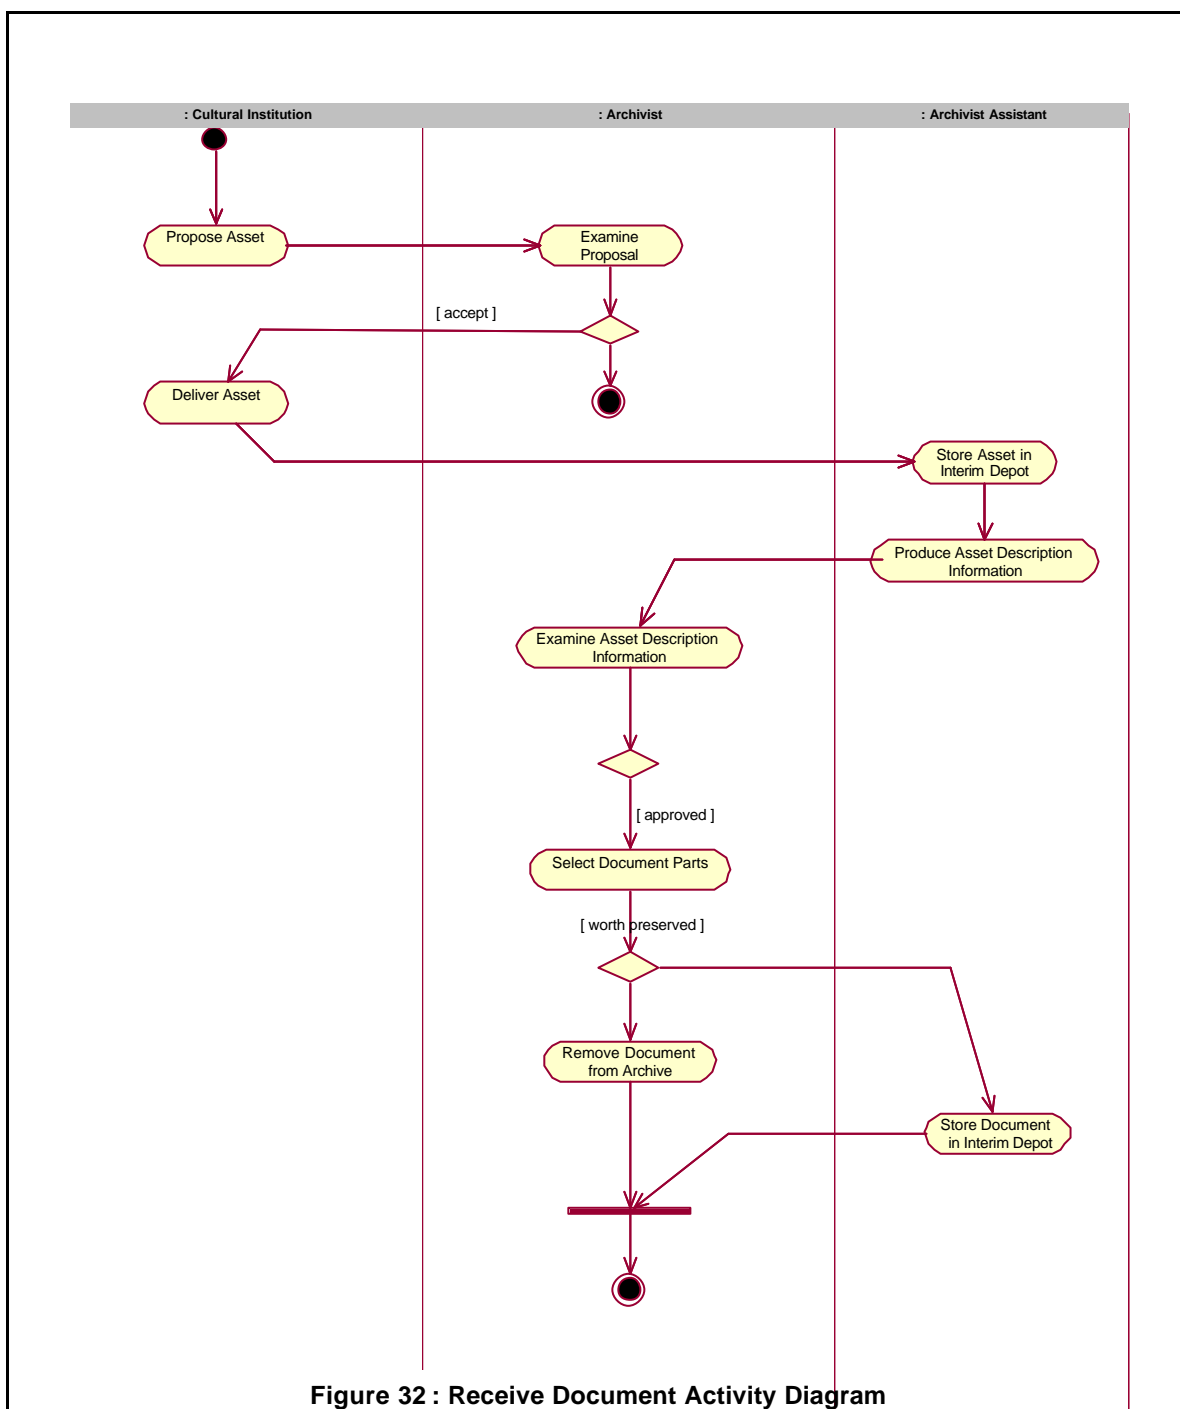 : Cultural Institution
: Archivist
: Archivist Assistant
Propose Asset
Examine
Proposal
[ accept ]
Deliver Asset
Store Asset in
Interim Depot
Produce Asset Description
Information
Examine Asset Description
Information
[ approved ]
Select Document Parts
[ worth preserved ]
Remove Document
from Archive
Store Document
in Interim Depot
Figure 32 : Receive Document Activity Diagram